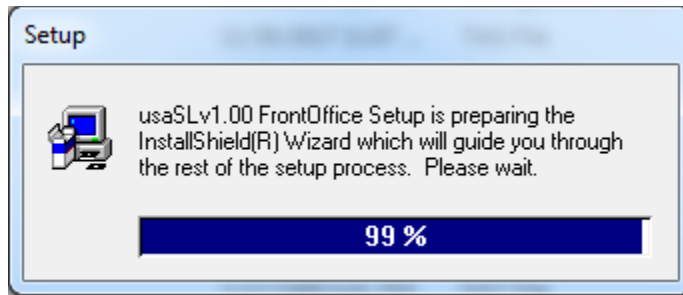 Setup
usaSLv1.00 FrontOffice Setup is preparing the
InstallShield(R) Wizard which will guide you through
the rest of the setup process.  Please wait.
99 %